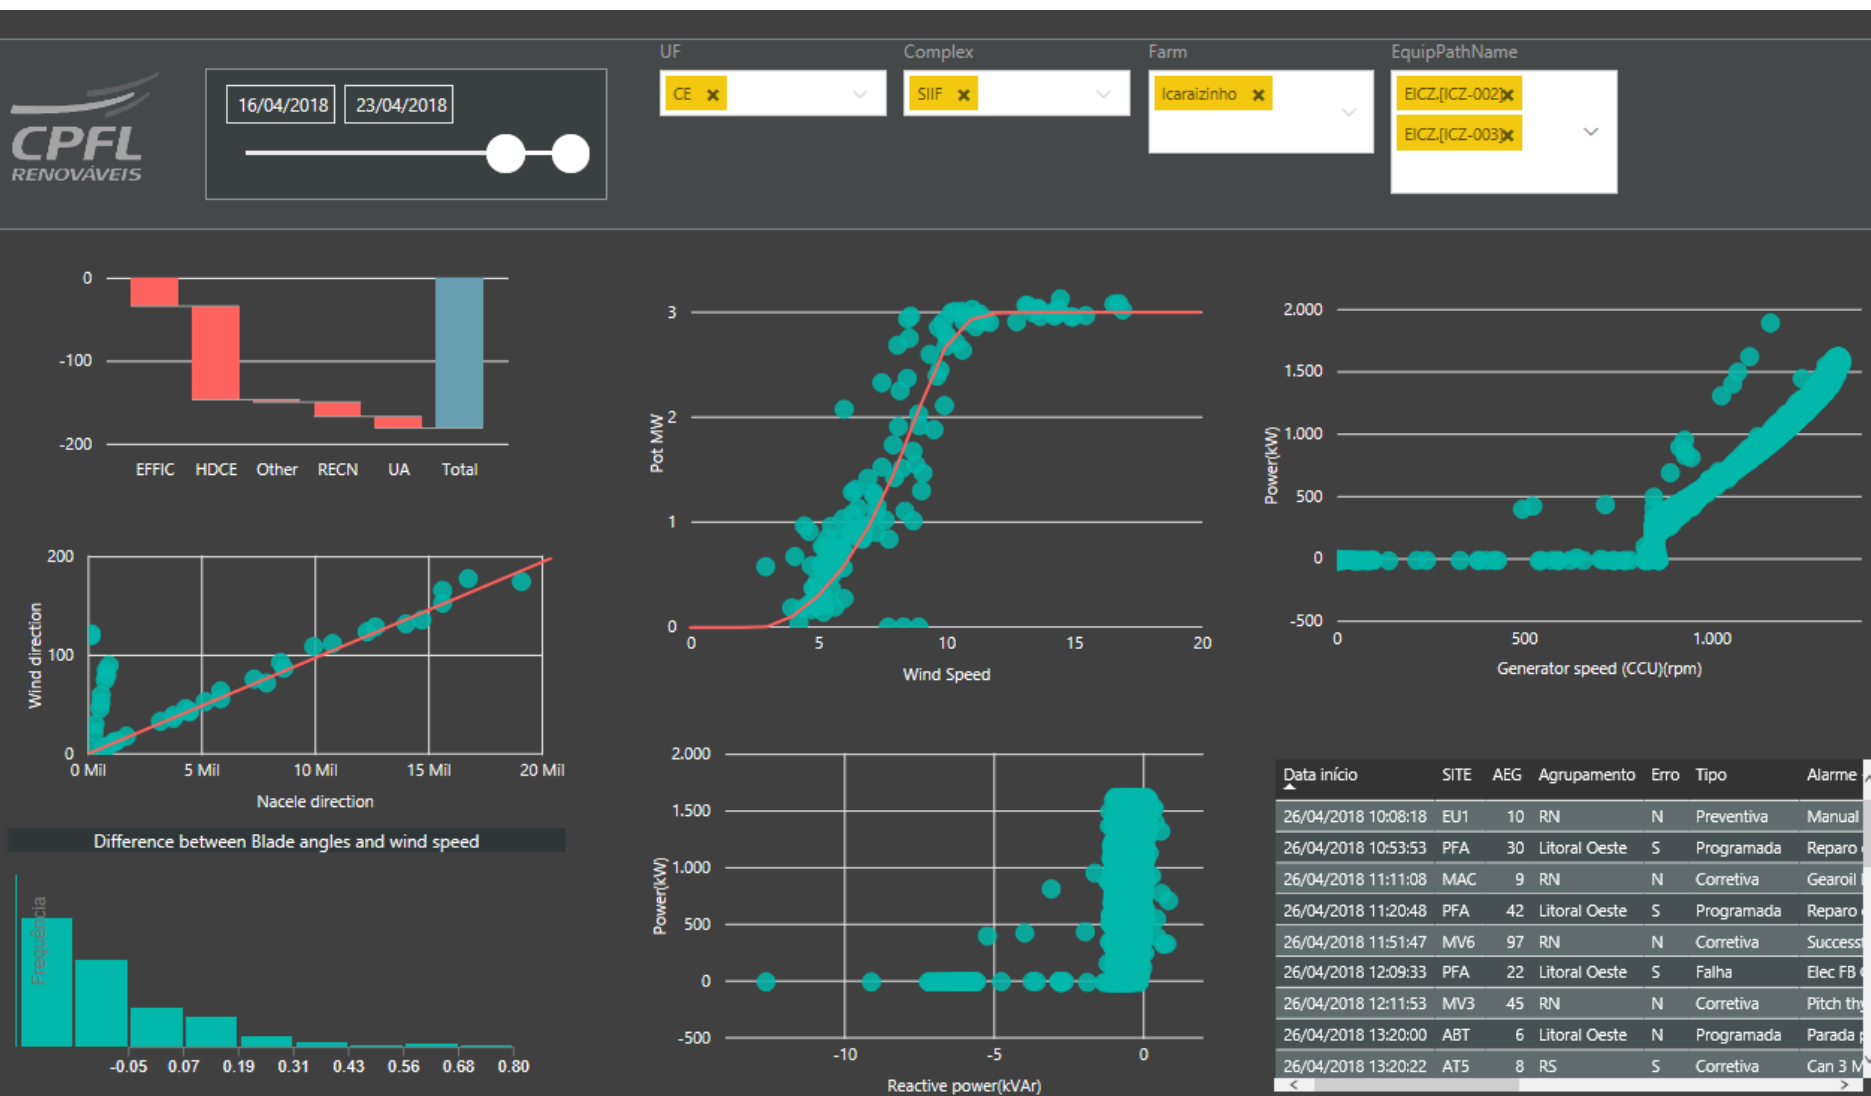 CPFL
RENOVÁVEIS
16/04/2018 23/04/2018
UF
CE
Complex
SIIF
Farm
Icaraizinho
EquipPathName
EICZ.[ICZ-002]
EICZ.[ICZ-003]
0
-100
-200
EFFIC HDCE Other RECN UA Total
Pot MW
3
2
1
0
0 5 10 15 20
Wind Speed
Power(kW)
2.000
1.500
1.000
500
0
-500
0 500 1.000
Generator speed (CCU)(rpm)
Wind direction
200
100
0
0 Mil 5 Mil 10 Mil 15 Mil 20 Mil
Nacele direction
Difference between Blade angles and wind speed
Frequência
-0.05 0.07 0.19 0.31 0.43 0.56 0.68 0.80
Power(kW)
2.000
1.500
1.000
500
0
-500
-10 -5 0
Reactive power(kVAr)
Data início SITE AEG Agrupamento Erro Tipo Alarme
26/04/2018 10:08:18 EU1 10 RN N Preventiva Manual
26/04/2018 10:53:53 PFA 30 Litoral Oeste S Programada Reparo
26/04/2018 11:11:08 MAC 9 RN N Corretiva Gearoil
26/04/2018 11:20:48 PFA 42 Litoral Oeste S Programada Reparo
26/04/2018 11:51:47 MV6 97 RN N Corretiva Success
26/04/2018 12:09:33 PFA 22 Litoral Oeste S Falha Elec FB
26/04/2018 12:11:53 MV3 45 RN N Corretiva Pitch th
26/04/2018 13:20:00 ABT 6 Litoral Oeste N Programada Parada
26/04/2018 13:20:22 AT5 8 RS S Corretiva Can 3 M